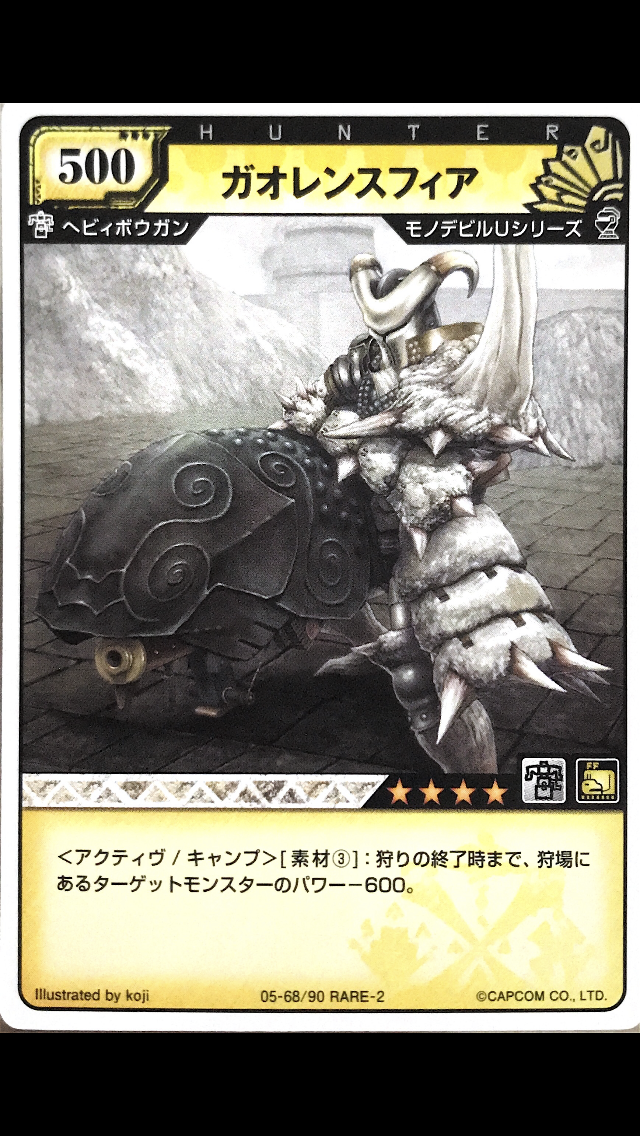 HUNTER
500
ガオレンスフィア
ヘビィボウガン
モノデビルUシリーズ
FF
<アクティヴ / キャンプ>[素材③]：狩りの終了時まで、狩場に
あるターゲットモンスターのパワー－600。
Illustrated by koji
05-68/90 RARE-2
©CAPCOM CO., LTD.